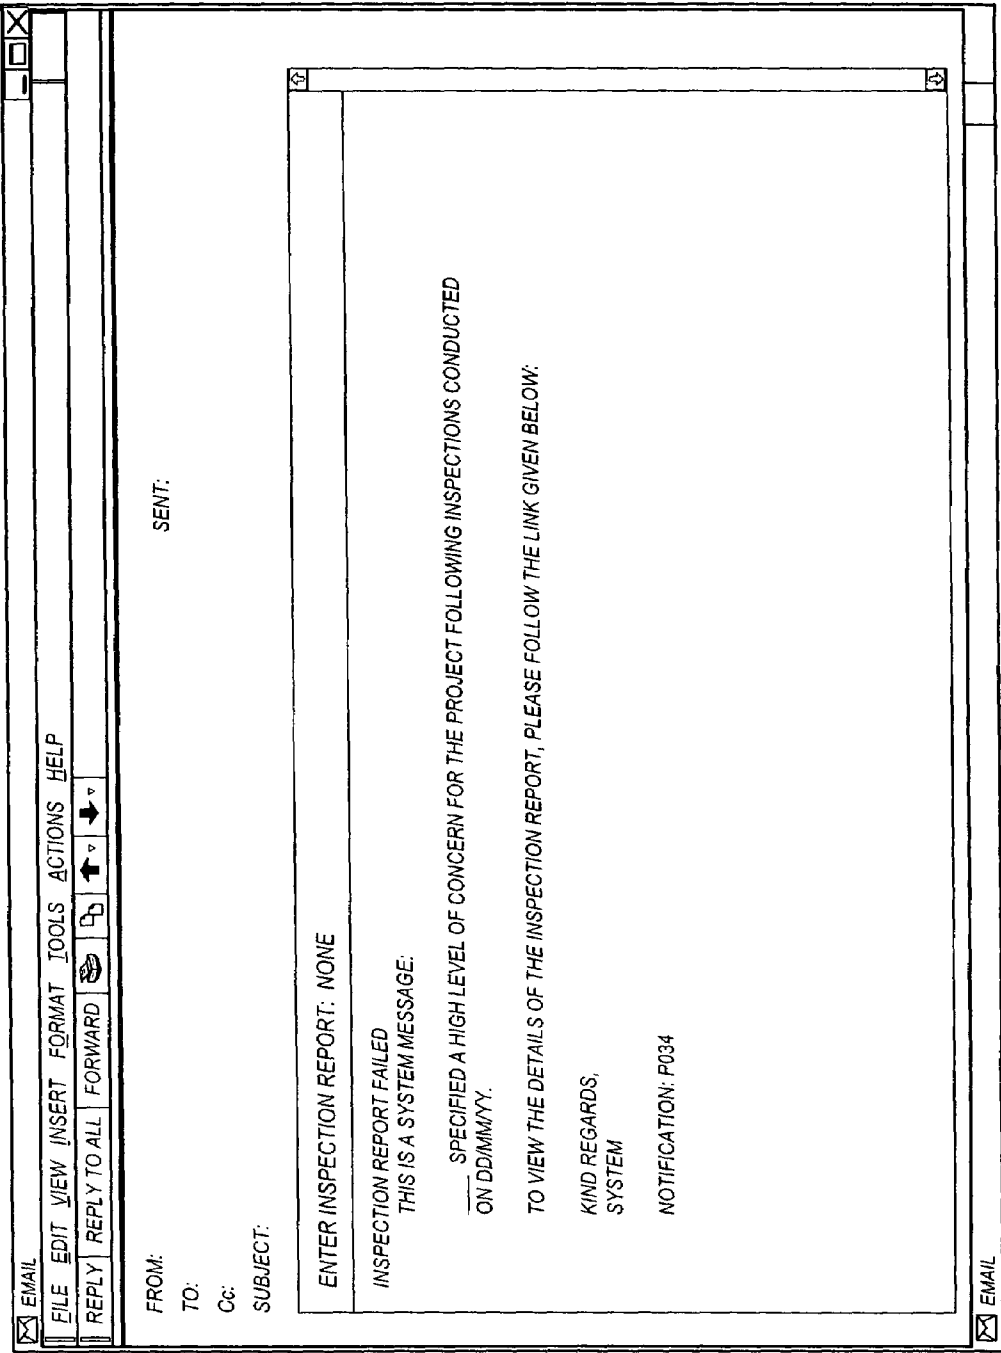 EMAIL
FILE EDIT VIEW INSERT FORMAT TOOLS ACTIONS HELP
REPLY REPLY TO ALL FORWARD
FROM: SENT:
TO:
Cc:
SUBJECT:
ENTER INSPECTION REPORT: NONE
INSPECTION REPORT FAILED
THIS IS A SYSTEM MESSAGE:
___ SPECIFIED A HIGH LEVEL OF CONCERN FOR THE PROJECT FOLLOWING INSPECTIONS CONDUCTED
ON DD/MM/YY.
TO VIEW THE DETAILS OF THE INSPECTION REPORT, PLEASE FOLLOW THE LINK GIVEN BELOW:
KIND REGARDS,
SYSTEM
NOTIFICATION: P034
EMAIL